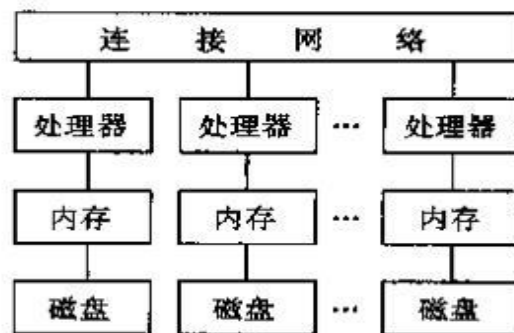 连接网络
处理器 处理器 … 处理器
内存 内存 … 内存
磁盘 磁盘 … 磁盘